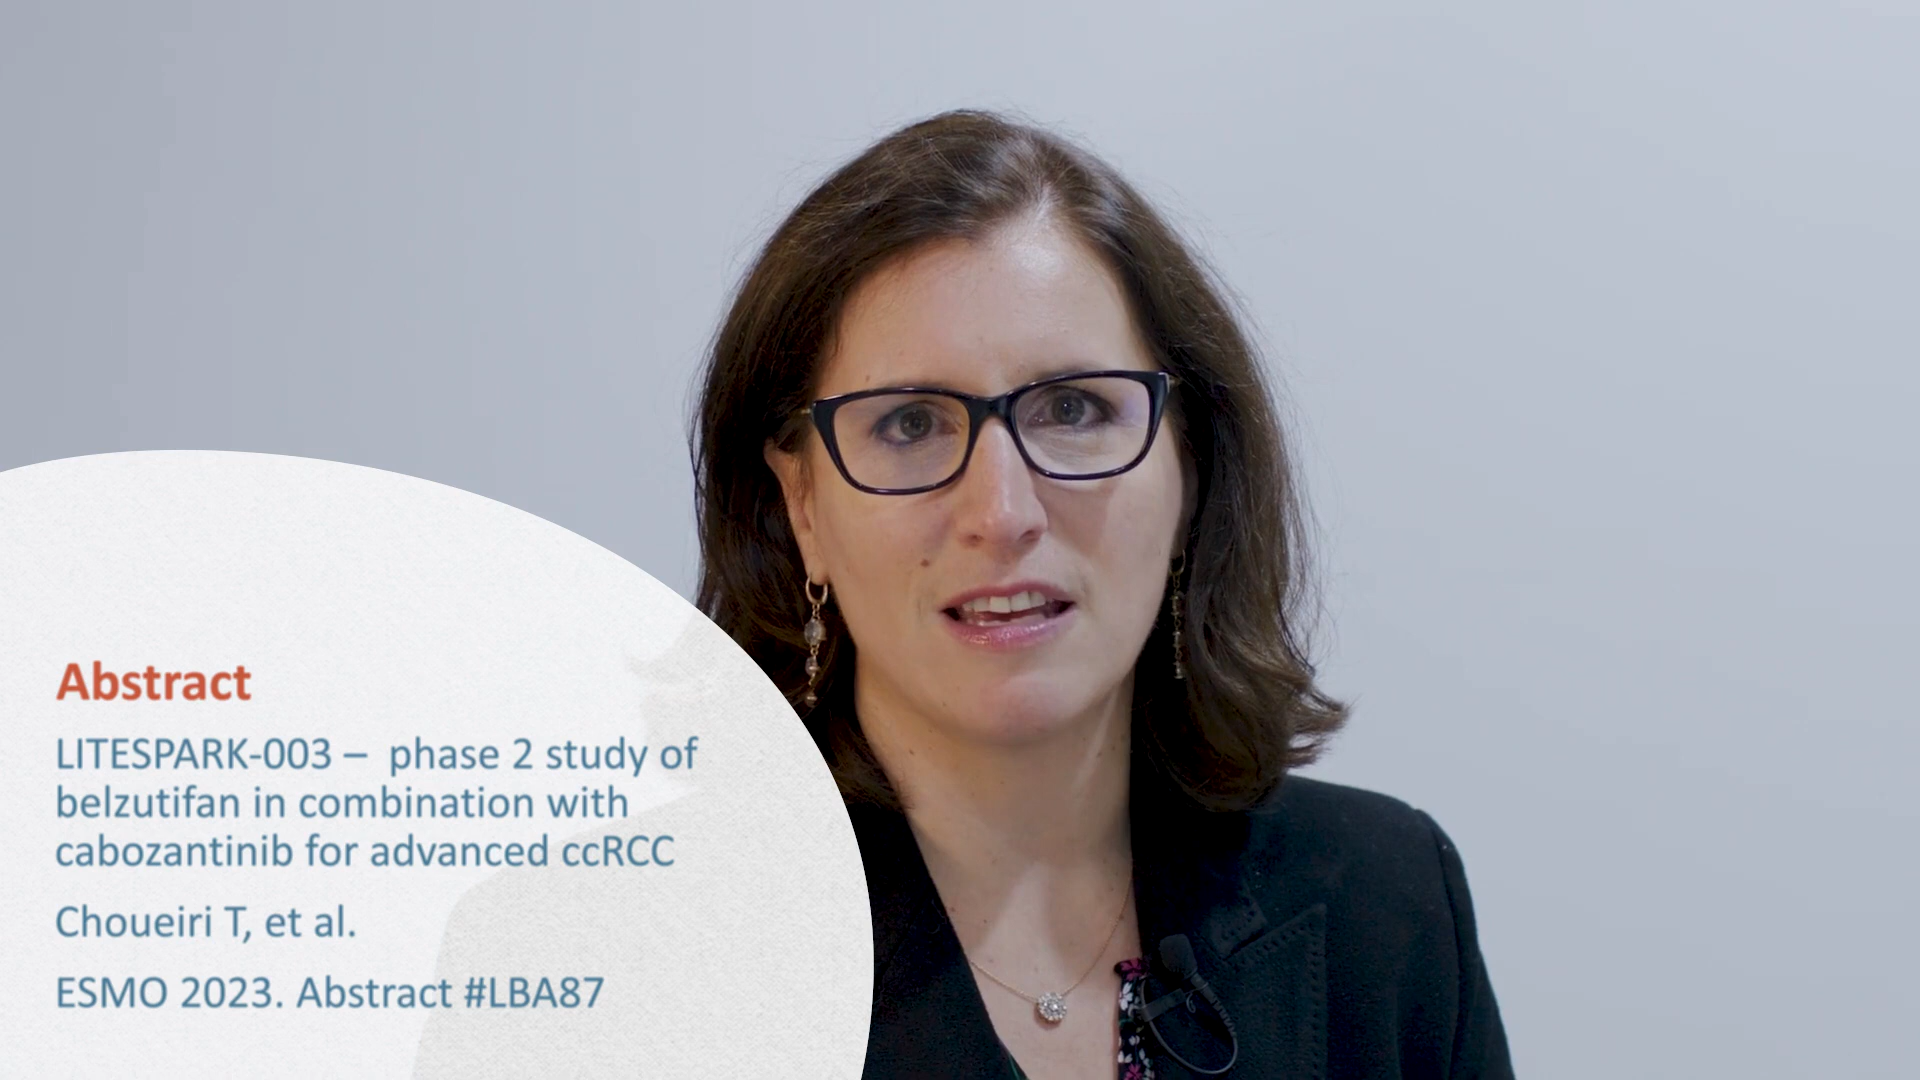 Abstract
LITESPARK-003 – phase 2 study of
belzutifan in combination with
cabozantinib for advanced ccRCC
Choueiri T, et al.
ESMO 2023. Abstract #LBA87